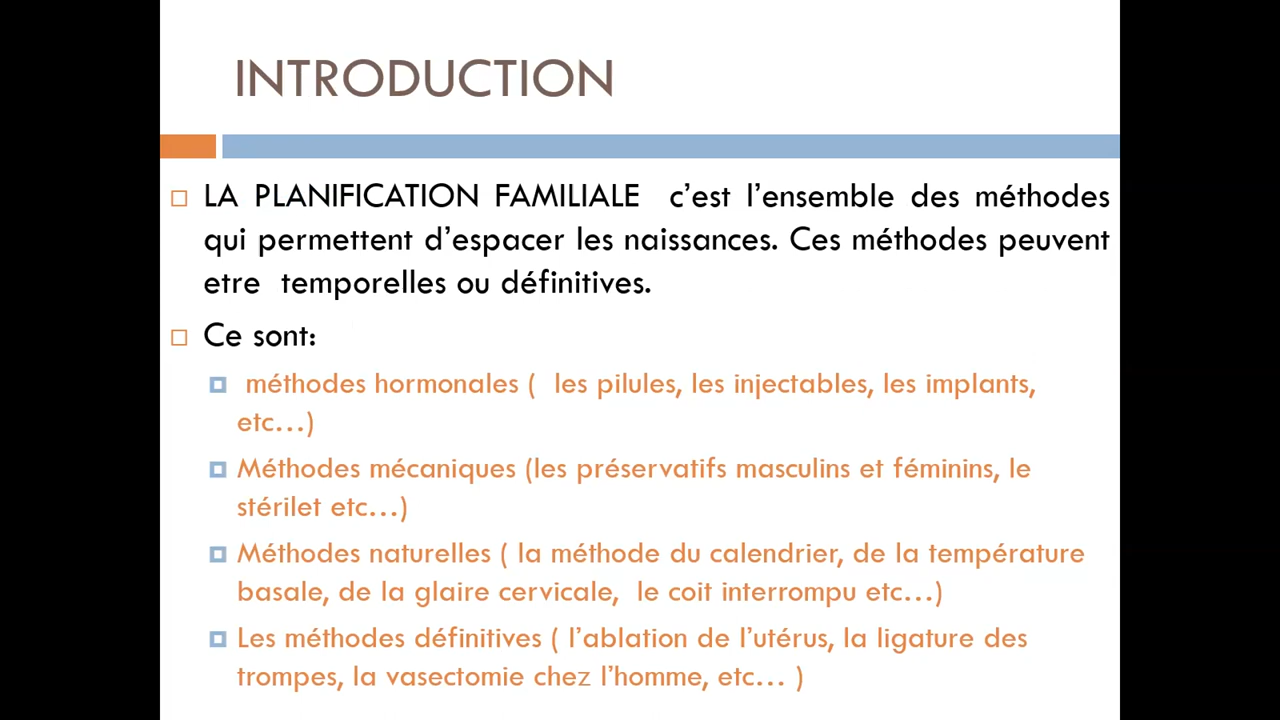 INTRODUCTION
LA PLANIFICATION FAMILIALE c’est l’ensemble des méthodes
qui permettent d’espacer les naissances. Ces méthodes peuvent
etre temporelles ou définitives.
Ce sont:
méthodes hormonales ( les pilules, les injectables, les implants,
etc…)
Méthodes mécaniques (les préservatifs masculins et féminins, le
stérilet etc…)
Méthodes naturelles ( la méthode du calendrier, de la température
basale, de la glaire cervicale, le coit interrompu etc…)
Les méthodes définitives ( l’ablation de l’utérus, la ligature des
trompes, la vasectomie chez l’homme, etc… )